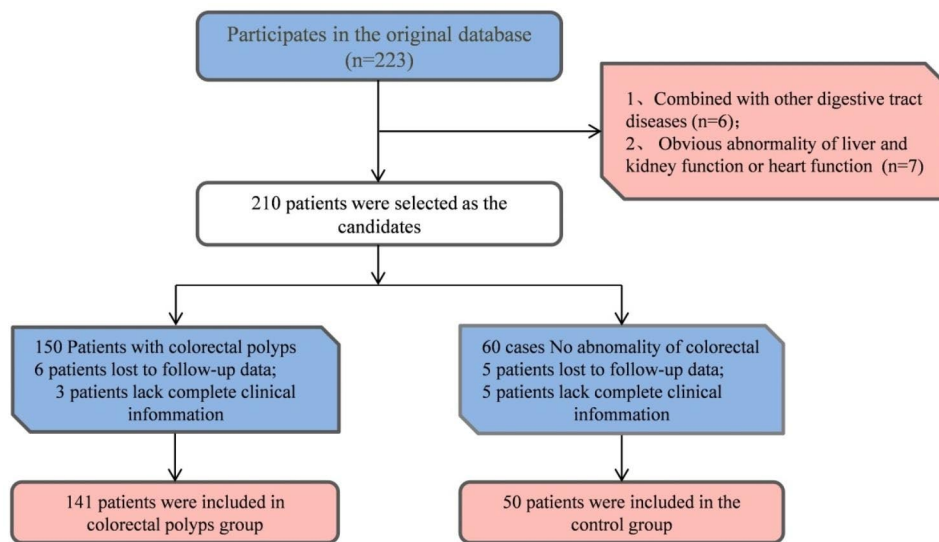 Participates in the original database
(n=223)
1、Combined with other digestive tract
diseases (n=6)；
2、 Obvious abnormality of liver and
kidney function or heart function (n=7)
210 patients were selected as the
candidates
150 Patients with colorectal polyps
6 patients lost to follow-up data;
3 patients lack complete clinical
infommation
60 cases No abnomality of colorectal
5 patients lost to follow-up data;
5 patients lack complete clinical
infommation
141 patients were included in
colorectal polyps group
50 patients were included in the
control group